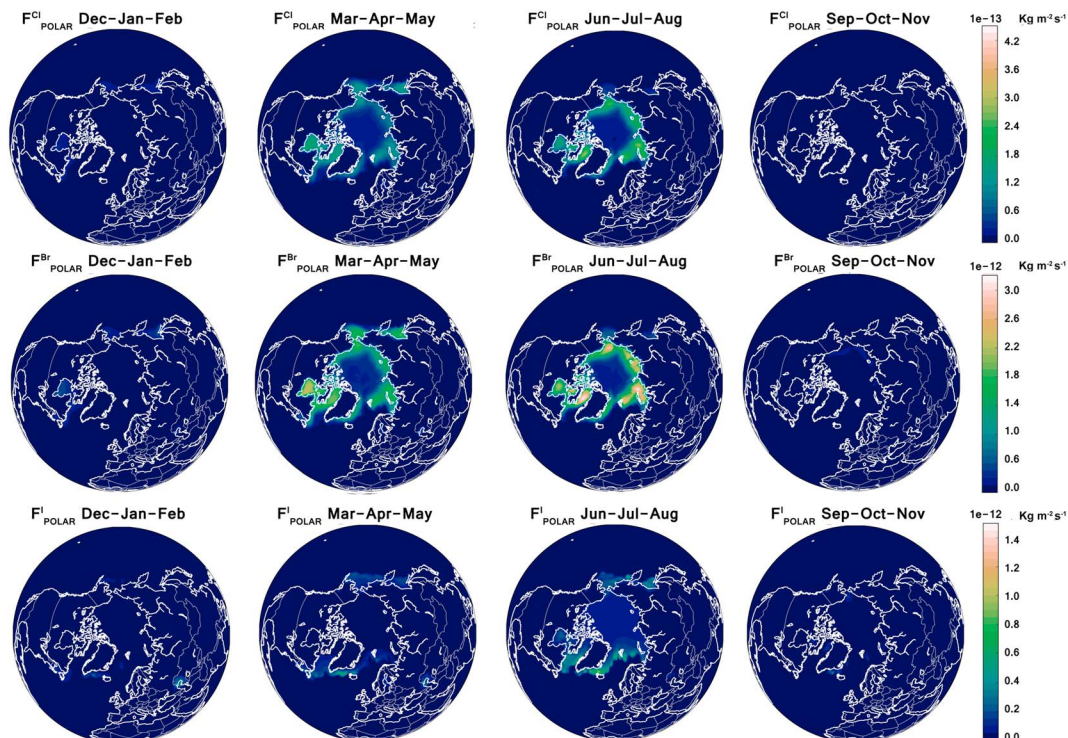 F^Cl_POLAR Dec-Jan-Feb
F^Cl_POLAR Mar-Apr-May
F^Cl_POLAR Jun-Jul-Aug
F^Cl_POLAR Sep-Oct-Nov
1e-13 Kg m-2 s-1
4.2
3.6
3.0
2.4
1.8
1.2
0.6
0.0
F^Br_POLAR Dec-Jan-Feb
F^Br_POLAR Mar-Apr-May
F^Br_POLAR Jun-Jul-Aug
F^Br_POLAR Sep-Oct-Nov
1e-12 Kg m-2 s-1
3.2
2.6
2.2
1.8
1.4
1.0
0.6
0.0
F^I_POLAR Dec-Jan-Feb
F^I_POLAR Mar-Apr-May
F^I_POLAR Jun-Jul-Aug
F^I_POLAR Sep-Oct-Nov
1e-12 Kg m-2 s-1
1.4
1.2
1.0
0.8
0.6
0.4
0.2
0.0